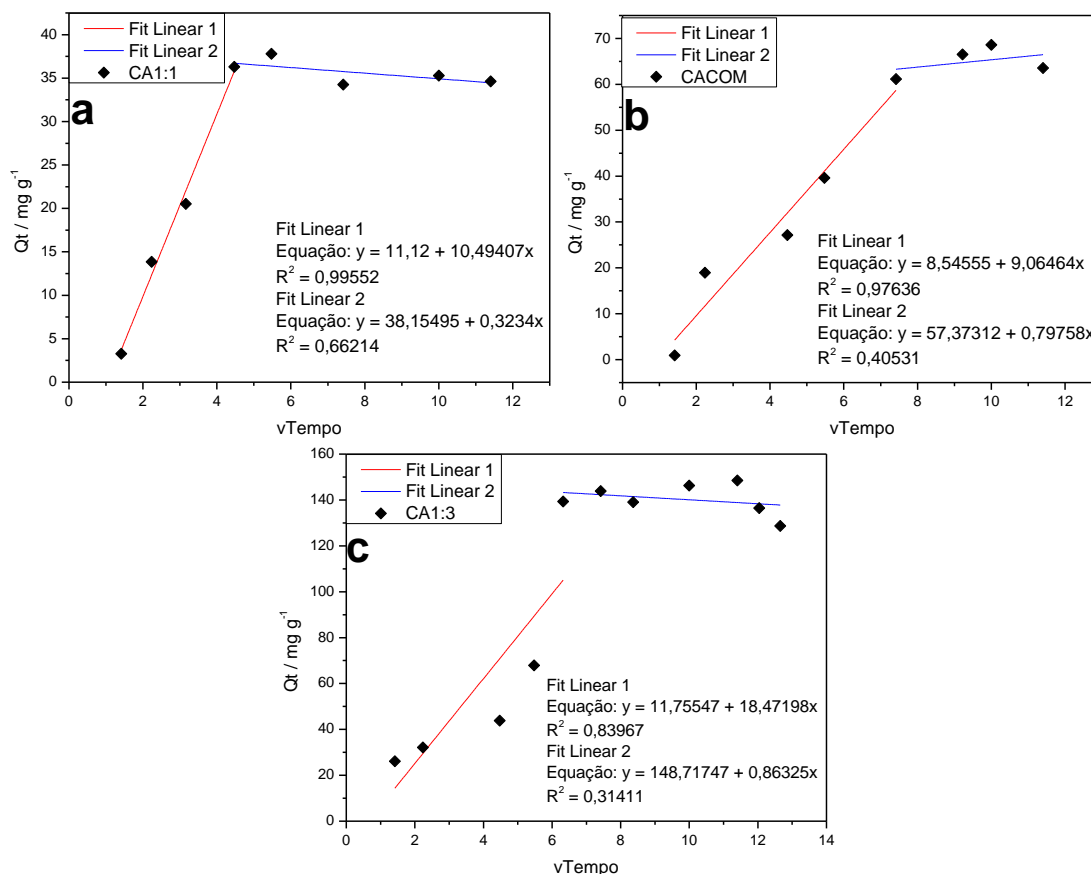 Fit Linear 1
Fit Linear 2
CA1:1
a
40
35
30
25
20
15
10
5
0
Qt / mg g⁻¹
Fit Linear 1
Equação: y = 11,12 + 10,49407x
R² = 0,99552
Fit Linear 2
Equação: y = 38,15495 + 0,3234x
R² = 0,66214
0 2 4 6 8 10 12
vTempo
Fit Linear 1
Fit Linear 2
CACOM
b
70
60
50
40
30
20
10
0
Qt / mg g⁻¹
Fit Linear 1
Equação: y = 8,54555 + 9,06464x
R² = 0,97636
Fit Linear 2
Equação: y = 57,37312 + 0,79758x
R² = 0,40531
0 2 4 6 8 10 12
vTempo
Fit Linear 1
Fit Linear 2
CA1:3
c
160
140
120
100
80
60
40
20
0
Qt / mg g⁻¹
Fit Linear 1
Equação: y = 11,75547 + 18,47198x
R² = 0,83967
Fit Linear 2
Equação: y = 148,71747 + 0,86325x
R² = 0,31411
0 2 4 6 8 10 12 14
vTempo